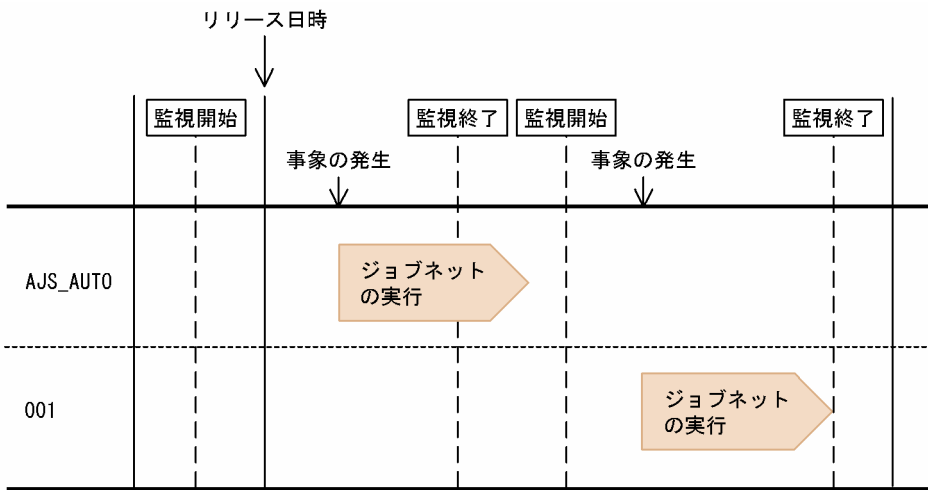 リリース日時
監視開始
監視終了
監視開始
監視終了
事象の発生
事象の発生
AJS_AUTO
ジョブネット
の実行
001
ジョブネット
の実行